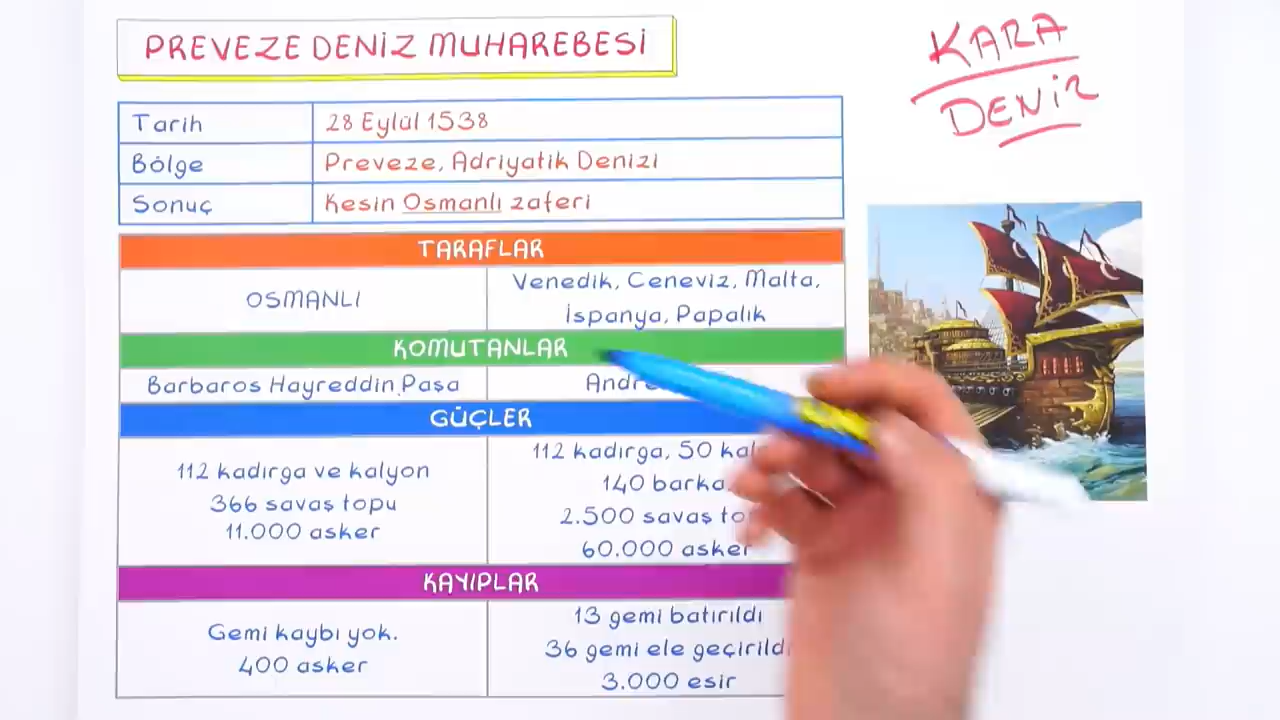 PREVEZE DENİZ MUHAREBESİ
KARA
DENİZ
Tarih 28 Eylül 1538
Bölge Preveze, Adriyatik Denizi
Sonuç Kesin Osmanlı zaferi
TARAFLAR
OSMANLI
Venedik, Ceneviz, Malta,
İspanya, Papalık
KOMUTANLAR
Barbaros Hayreddin Paşa
GÜÇLER
112 kadırga ve kalyon
366 savaş topu
11.000 asker
112 kadırga, 50
140 barka
2.500 savaş
60.000 asker
KAYIPLAR
Gemi kaybı yok.
400 asker
13 gemi batırıldı
36 gemi ele geçirildi
3.000 esir